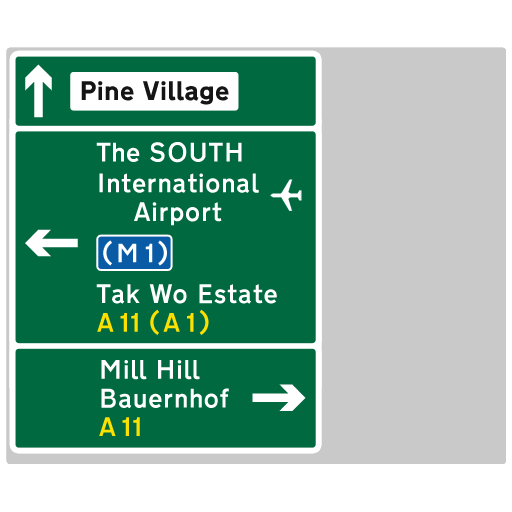 Pine Village
The SOUTH
International
Airport
(M 1)
Tak Wo Estate
A 11 (A 1)
Mill Hill
Bauernhof
A 11